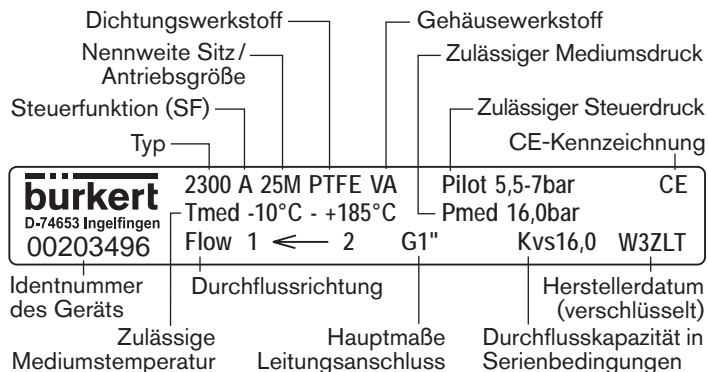 Dichtungswerkstoff
Gehäusewerkstoff
Nennweite Sitz / Antriebsgröße
Zulässiger Mediumsdruck
Steuerfunktion (SF)
Zulässiger Steuerdruck
Typ
CE-Kennzeichnung
bürkert
D-74653 Ingelfingen
00203496
2300 A 25M PTFE VA Pilot 5,5-7bar CE
Tmed -10°C - +185°C Pmed 16,0bar
Flow 1 ← 2 G1" Kvs16,0 W3ZLT
Identnummer
des Geräts
Durchflussrichtung
Herstellerdatum
(verschlüsselt)
Zulässige
Mediumstemperatur
Hauptmaße
Leitungsanschluss
Durchflusskapazität in
Serienbedingungen